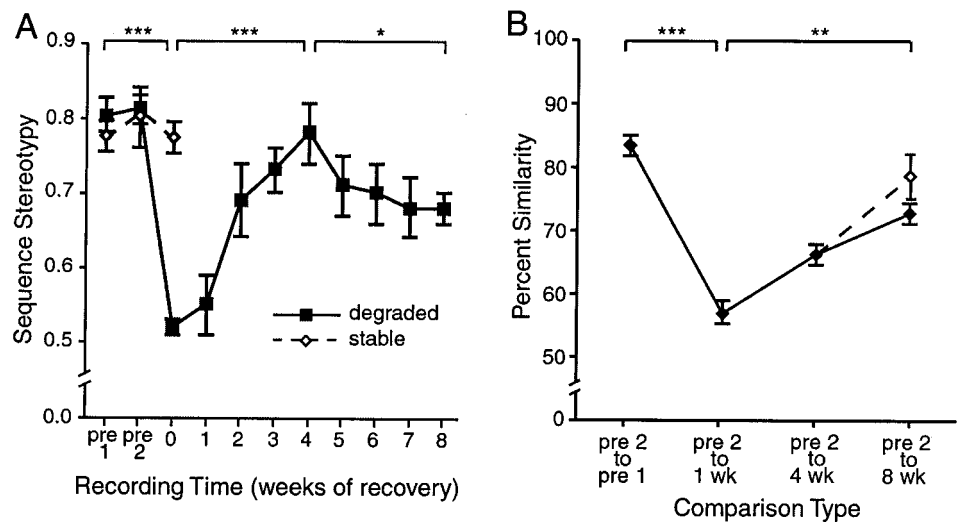 A
***
***
*
0.9
0.8
0.7
0.6
0.5
0.0
Sequence Stereotypy
degraded
stable
pre 1
pre 2
0
1
2
3
4
5
6
7
8
Recording Time (weeks of recovery)
B
***
**
100
90
80
70
60
50
0
Percent Similarity
pre 2
to
pre 1
pre 2
to
1 wk
pre 2
to
4 wk
pre 2
to
8 wk
Comparison Type